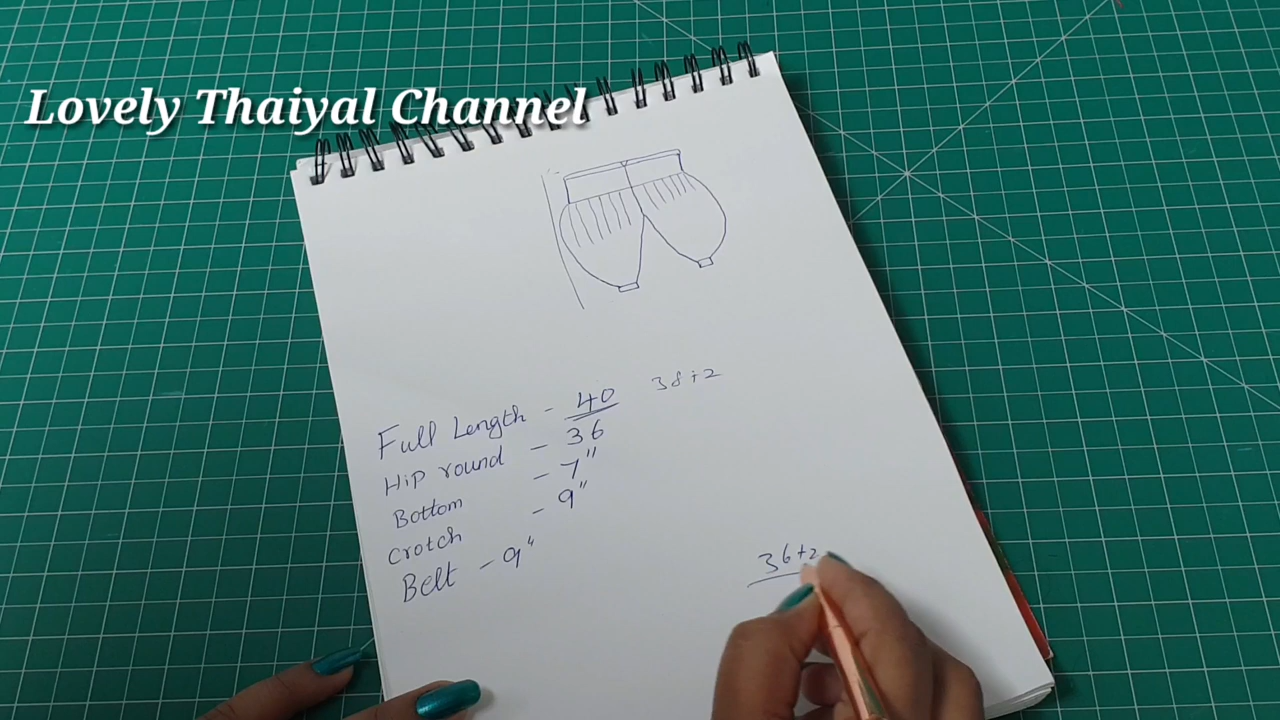 Lovely Thaiyal Channel
Full Length - 40 38+2
Hip round - 36
Bottom - 7"
Crotch - 9"
Belt - 9"
36+2